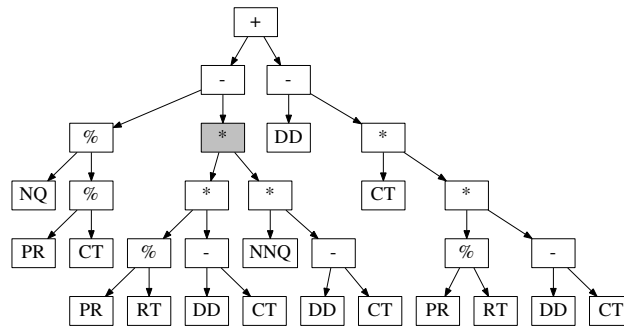 +
- -
% * DD *
NQ % * * CT *
PR CT % - NNQ - % -
PR RT DD CT DD CT PR RT DD CT